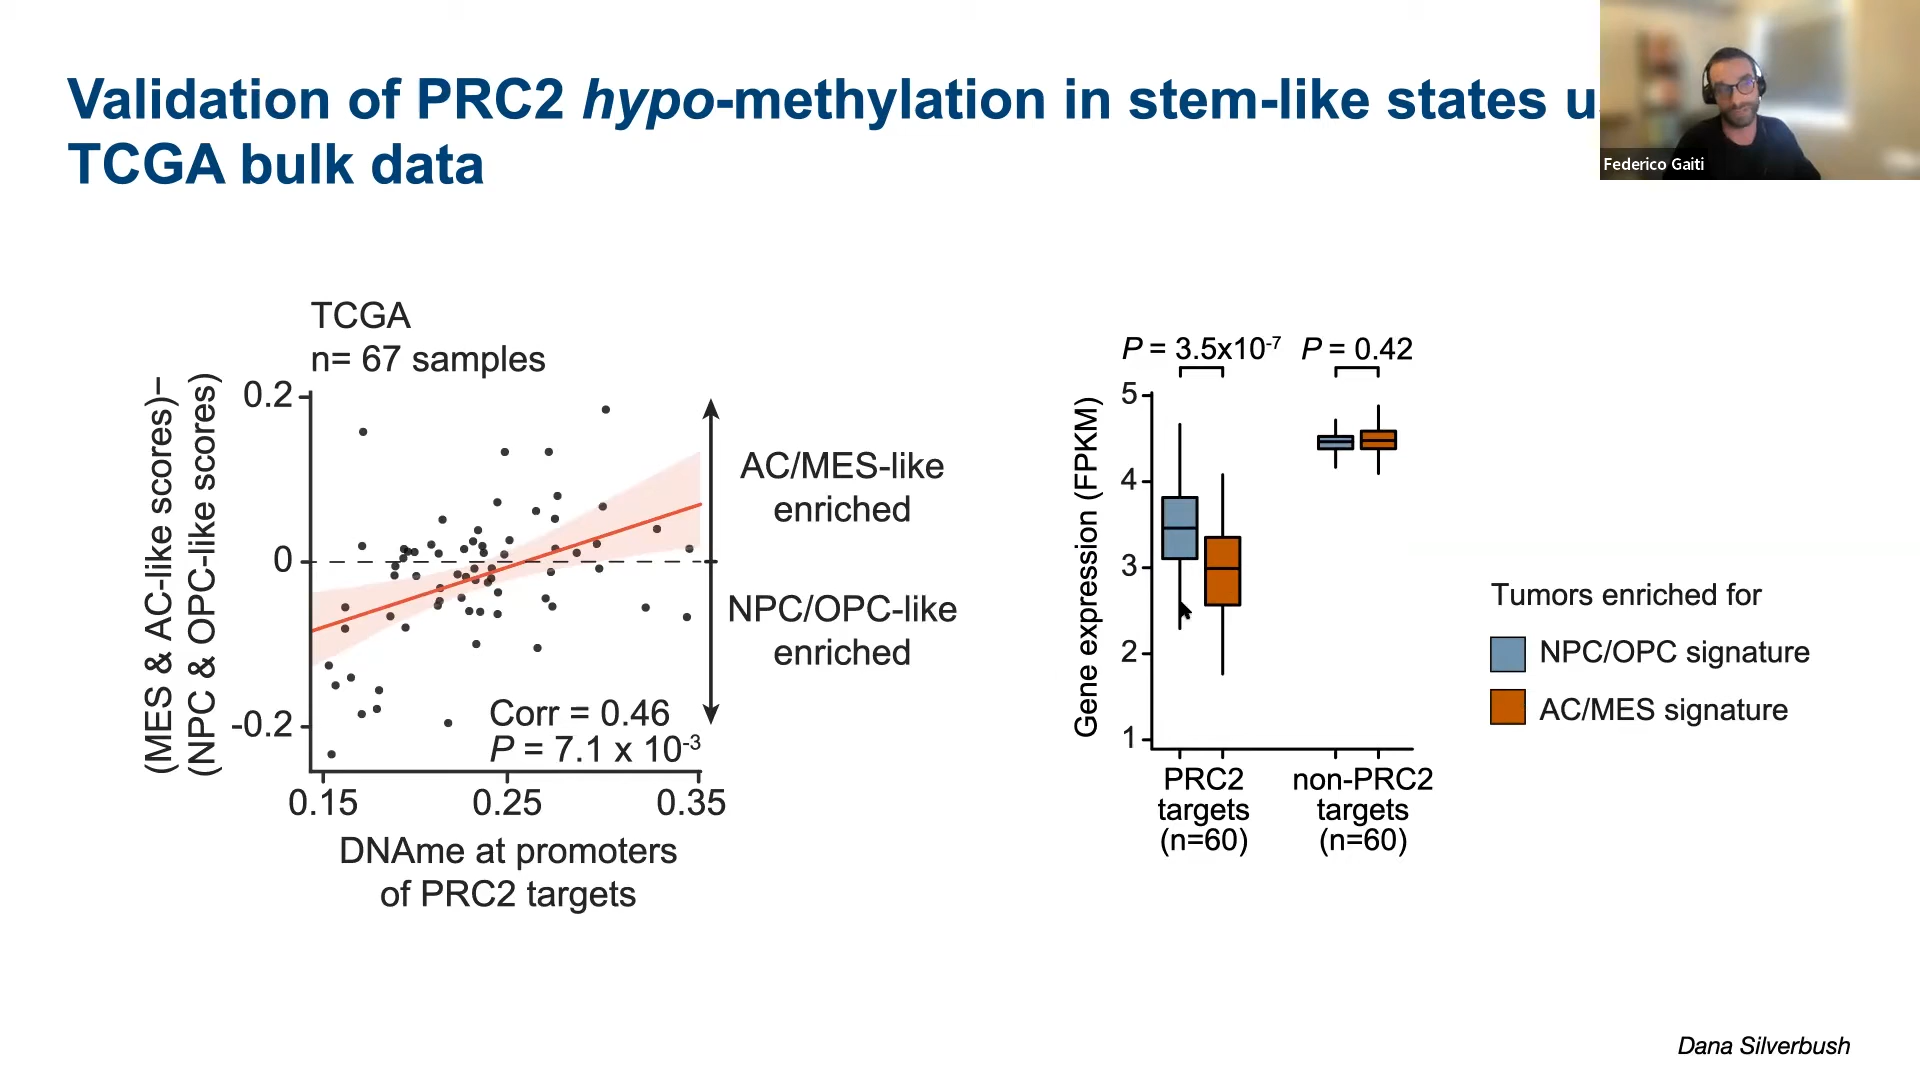 Validation of PRC2 hypo-methylation in stem-like states u
TCGA bulk data
Federico Gaiti
TCGA
n= 67 samples
(MES & AC-like scores)–
(NPC & OPC-like scores)
0.2
0
-0.2
AC/MES-like
enriched
NPC/OPC-like
enriched
Corr = 0.46
P = 7.1 x 10-3
0.15 0.25 0.35
DNAme at promoters
of PRC2 targets
P = 3.5x10-7 P = 0.42
Gene expression (FPKM)
5
4
3
2
1
PRC2
targets
(n=60)
non-PRC2
targets
(n=60)
Tumors enriched for
NPC/OPC signature
AC/MES signature
Dana Silverbush